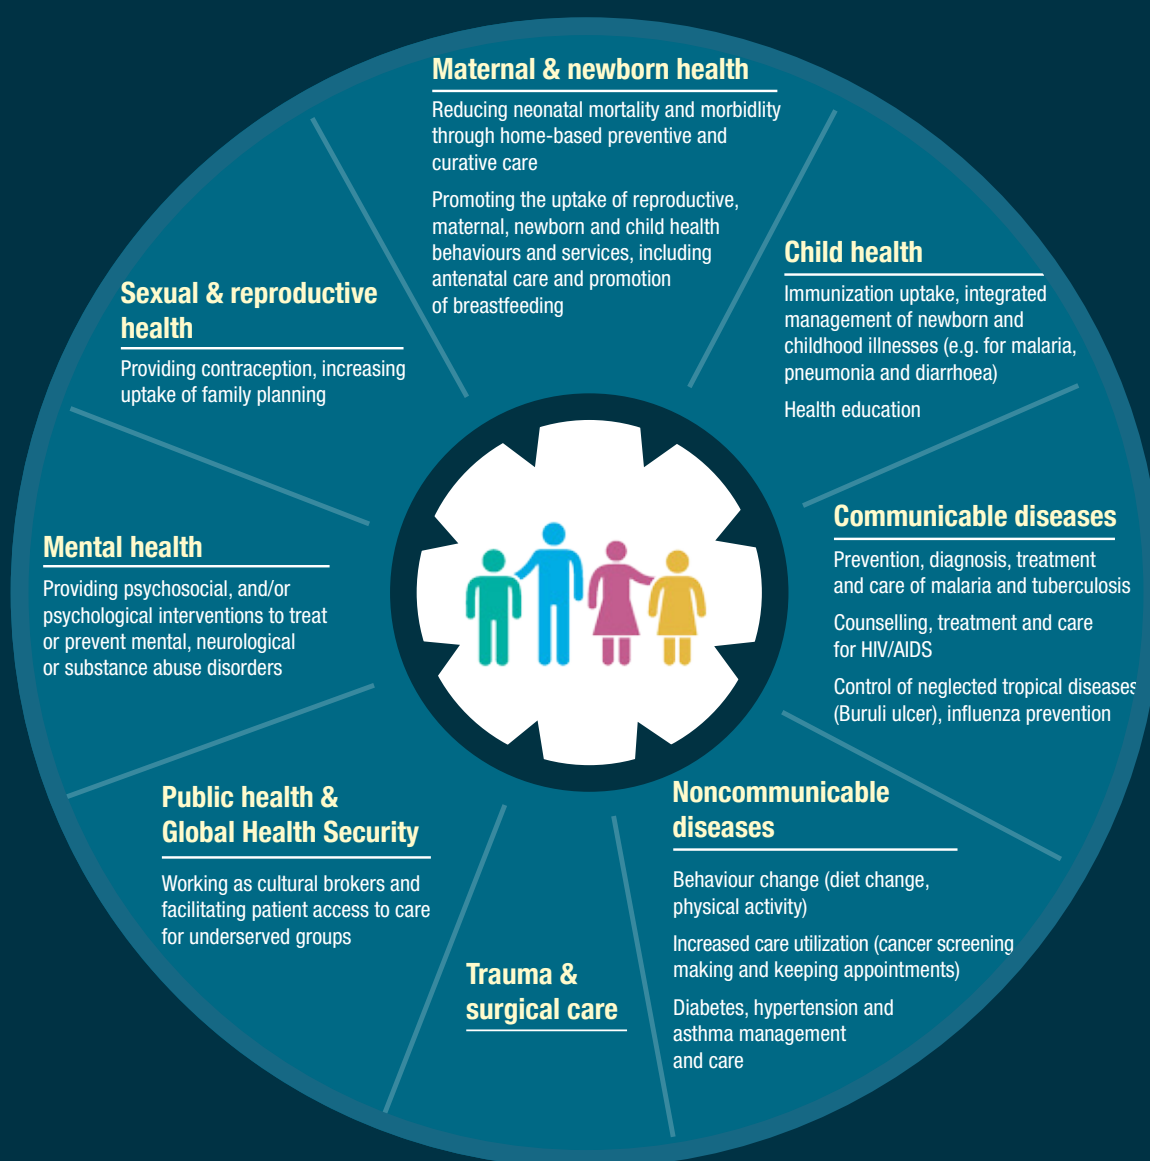 Maternal & newborn health
Reducing neonatal mortality and morbidlity
through home-based preventive and
curative care
Promoting the uptake of reproductive,
maternal, newborn and child health
behaviours and services, including
antenatal care and promotion
of breastfeeding
Child health
Immunization uptake, integrated
management of newborn and
childhood illnesses (e.g. for malaria,
pneumonia and diarrhoea)
Health education
Communicable diseases
Prevention, diagnosis, treatment
and care of malaria and tuberculosis
Counselling, treatment and care
for HIV/AIDS
Control of neglected tropical diseases
(Buruli ulcer), influenza prevention
Noncommunicable
diseases
Behaviour change (diet change,
physical activity)
Increased care utilization (cancer screening
making and keeping appointments)
Diabetes, hypertension and
asthma management
and care
Trauma &
surgical care
Public health &
Global Health Security
Working as cultural brokers and
facilitating patient access to care
for underserved groups
Mental health
Providing psychosocial, and/or
psychological interventions to treat
or prevent mental, neurological
or substance abuse disorders
Sexual & reproductive
health
Providing contraception, increasing
uptake of family planning